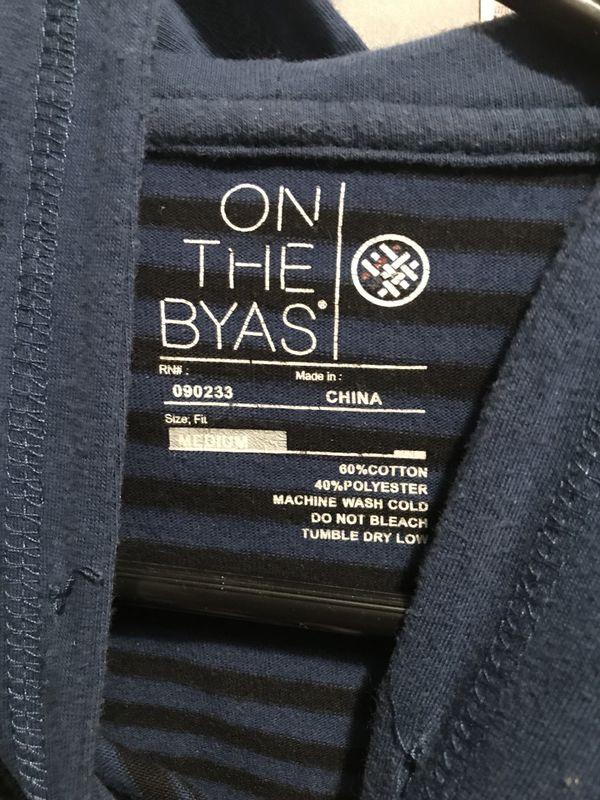 ON
THE
BYAS®
RN# :
090233
Made in :
CHINA
Size, Fit
MEDIUM
60%COTTON
40%POLYESTER
MACHINE WASH COLD
DO NOT BLEACH
TUMBLE DRY LOW